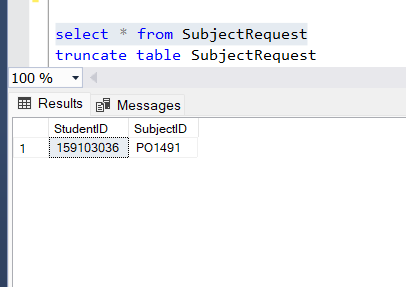 select * from SubjectRequest
truncate table SubjectRequest
100 %
Results Messages
StudentID SubjectID
1 159103036 PO1491